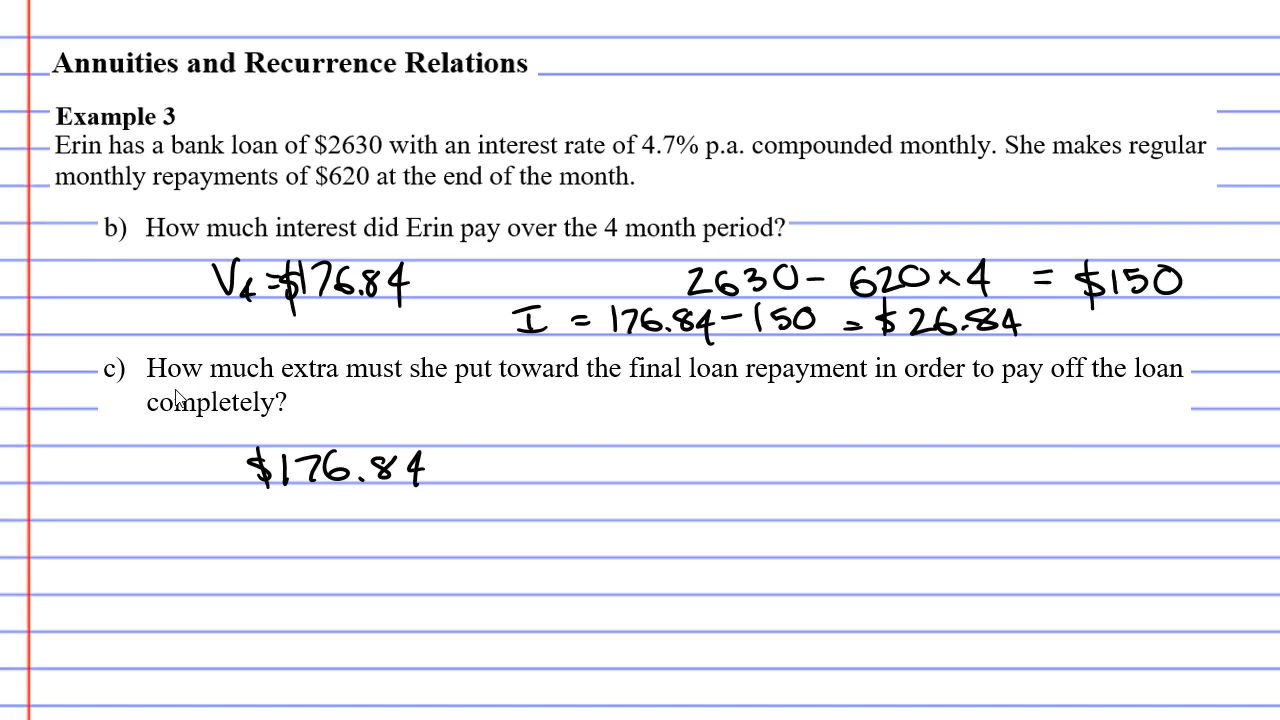 Annuities and Recurrence Relations
Example 3
Erin has a bank loan of $2630 with an interest rate of 4.7% p.a. compounded monthly. She makes regular
monthly repayments of $620 at the end of the month.
b) How much interest did Erin pay over the 4 month period?
V₄ = $176.84
2630 - 620 × 4 = $150
I = 176.84 - 150 = $26.84
c) How much extra must she put toward the final loan repayment in order to pay off the loan
completely?
$176.84